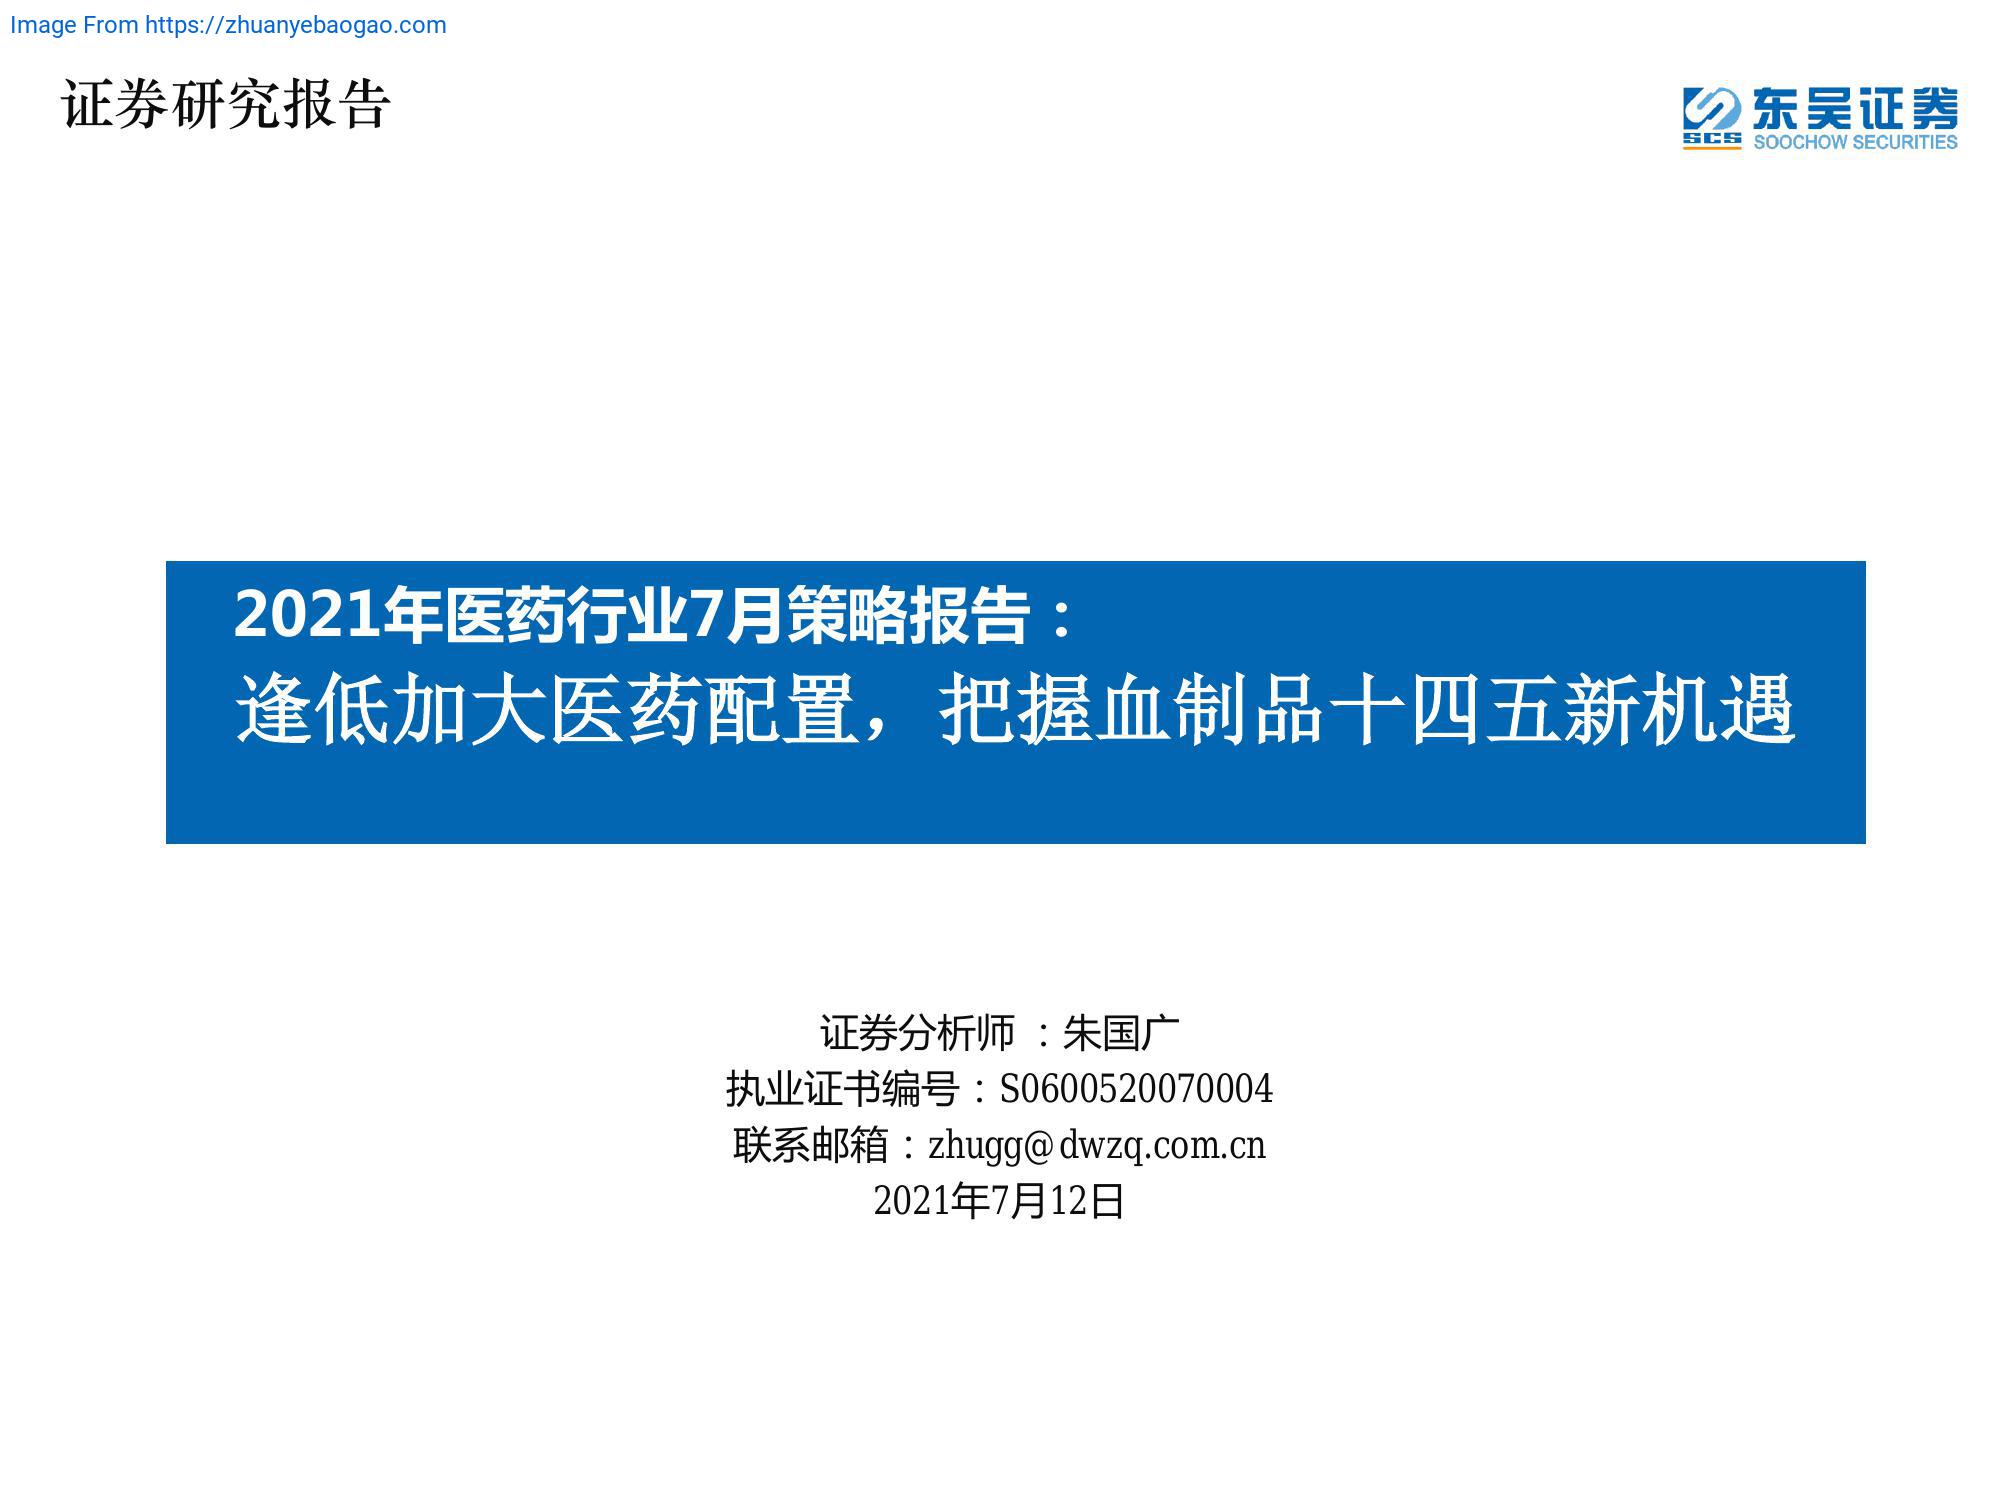 Image From https://zhuanyebaogao.com
证券研究报告
东吴证券
SCS
SOOCHOW SECURITIES
2021年医药行业7月策略报告：
逢低加大医药配置，把握血制品十四五新机遇
证券分析师 ：朱国广
执业证书编号：S0600520070004
联系邮箱：zhugg@dwzq.com.cn
2021年7月12日